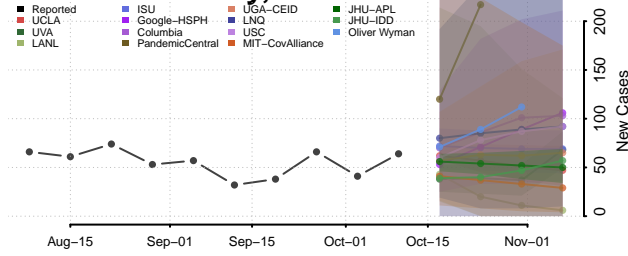 Reported ISU UGA−CEID JHU−APL
UCLA Google−HSPH LNQ JHU−IDD
UVA Columbia USC Oliver Wyman
LANL PandemicCentral MIT−CovAlliance
200
150
100
50
0
New Cases
Aug−15 Sep−01 Sep−15 Oct−01 Oct−15 Nov−01